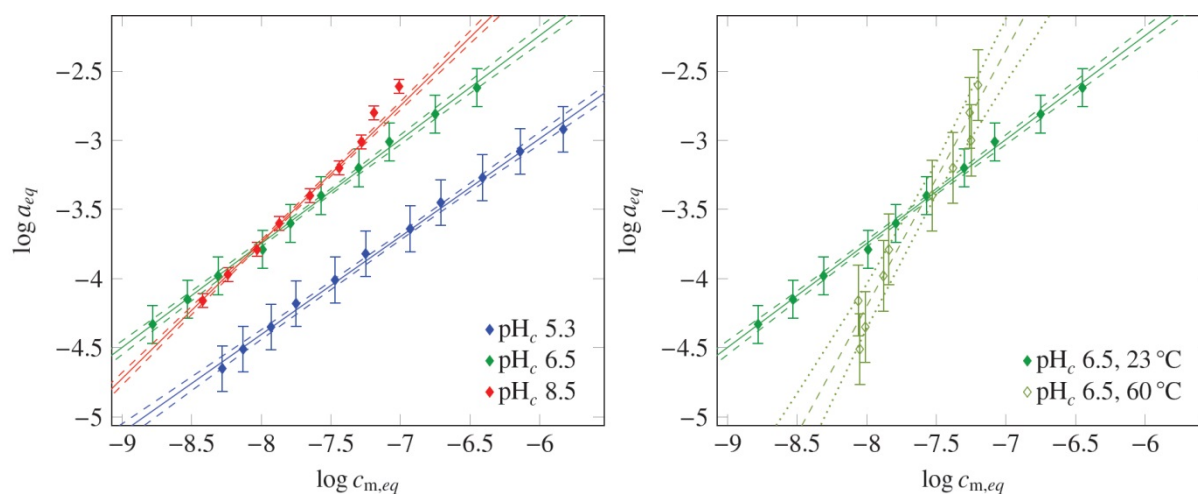 −2.5
−3
−3.5
−4
−4.5
−5
log a_eq
−9 −8.5 −8 −7.5 −7 −6.5 −6
log c_m,eq
pH_c 5.3
pH_c 6.5
pH_c 8.5
−2.5
−3
−3.5
−4
−4.5
−5
log a_eq
−9 −8.5 −8 −7.5 −7 −6.5 −6
log c_m,eq
pH_c 6.5, 23 °C
pH_c 6.5, 60 °C